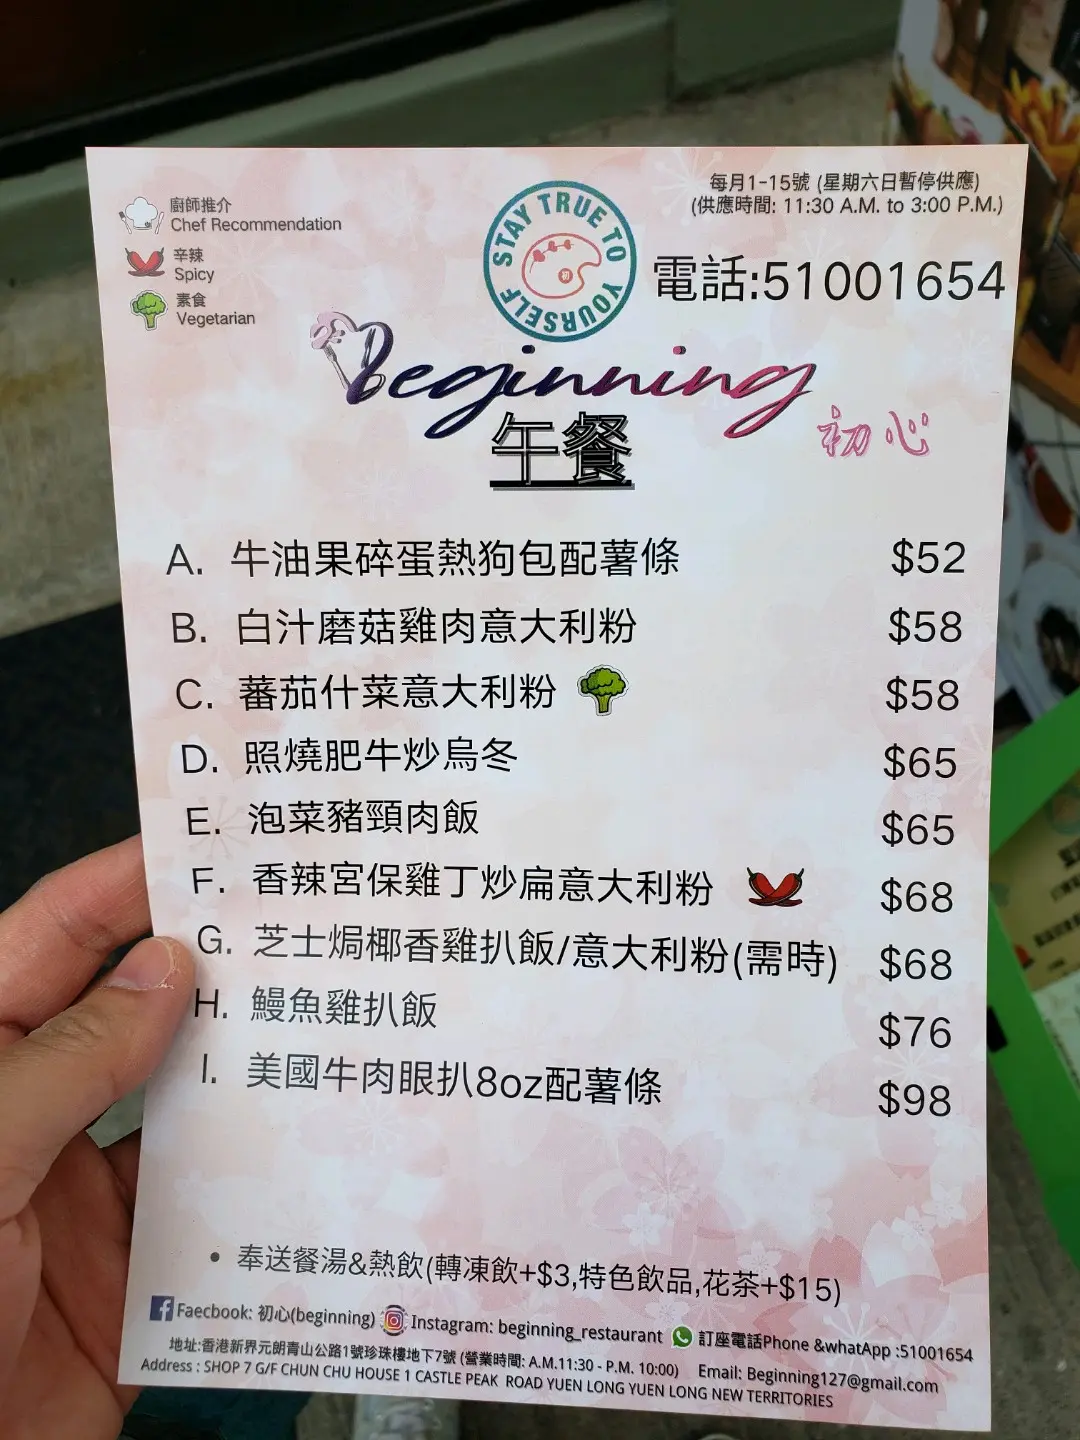 廚師推介
Chef Recommendation
辛辣
Spicy
素食
Vegetarian
STAY TRUE TO YOURSELF
初
每月1-15號 (星期六日暫停供應)
(供應時間: 11:30 A.M. to 3:00 P.M.)
電話:51001654
Beginning
初心
午餐
A. 牛油果碎蛋熱狗包配薯條 $52
B. 白汁磨菇雞肉意大利粉 $58
C. 蕃茄什菜意大利粉 $58
D. 照燒肥牛炒烏冬 $65
E. 泡菜豬頸肉飯 $65
F. 香辣宮保雞丁炒扁意大利粉 $68
G. 芝士焗椰香雞扒飯/意大利粉(需時) $68
H. 鰻魚雞扒飯 $76
I. 美國牛肉眼扒8oz配薯條 $98
• 奉送餐湯&熱飲(轉凍飲+$3,特色飲品,花茶+$15)
Faecbook: 初心(beginning) Instagram: beginning_restaurant 訂座電話Phone &whatApp :51001654
地址:香港新界元朗青山公路1號珍珠樓地下7號 (營業時間: A.M.11:30 - P.M. 10:00) Email: Beginning127@gmail.com
Address : SHOP 7 G/F CHUN CHU HOUSE 1 CASTLE PEAK ROAD YUEN LONG YUEN LONG NEW TERRITORIES